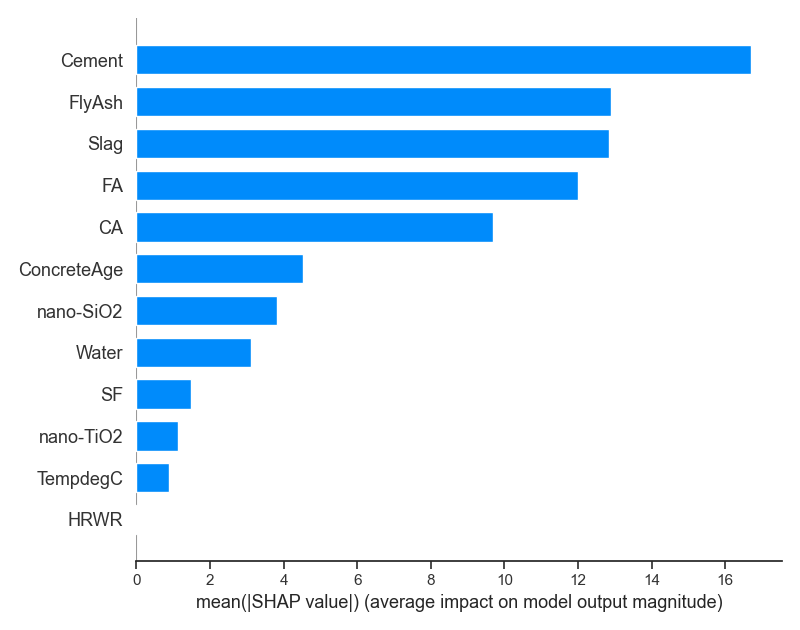 Cement
FlyAsh
Slag
FA
CA
ConcreteAge
nano-SiO2
Water
SF
nano-TiO2
TempdegC
HRWR
0 2 4 6 8 10 12 14 16
mean(|SHAP value|) (average impact on model output magnitude)